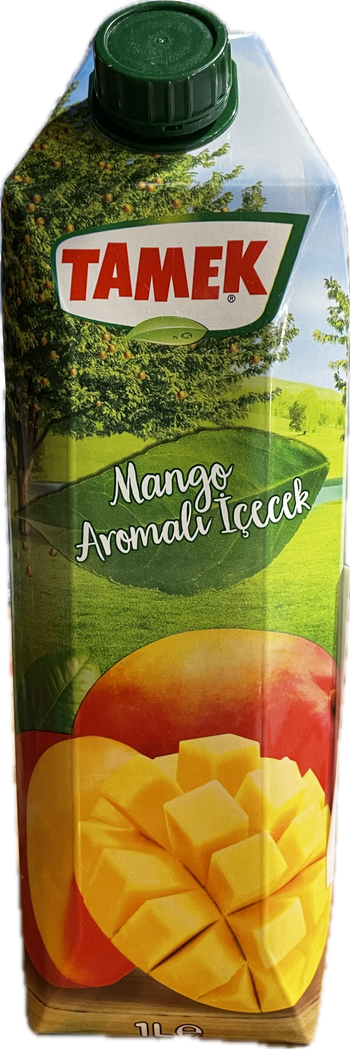 TAMEK
®
Mango
Aromalı İçecek
1L e